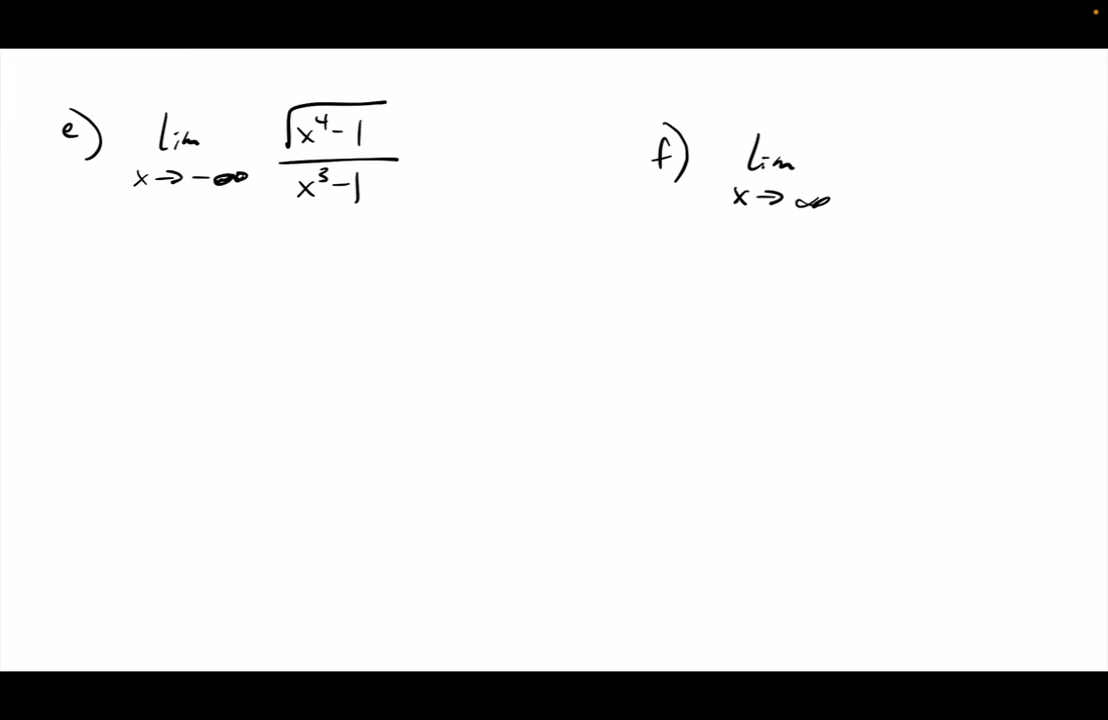 e) lim x→-∞ √(x⁴-1) / (x³-1)
f) lim x→∞